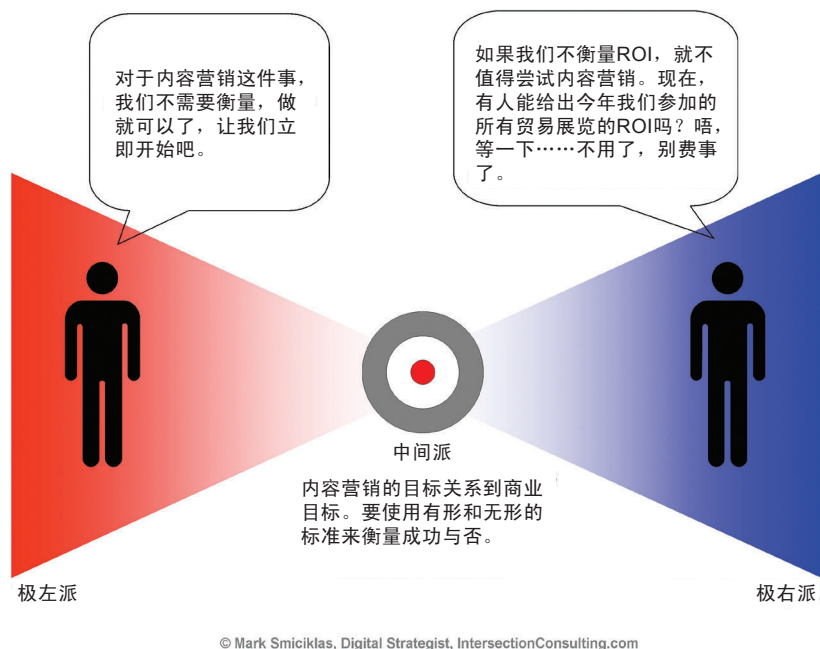 对于内容营销这件事，
我们不需要衡量，做
就可以了，让我们立
即开始吧。
如果我们不衡量ROI，就不
值得尝试内容营销。现在，
有人能给出今年我们参加的
所有贸易展览的ROI吗？唔，
等一下……不用了，别费事
了。
中间派
内容营销的目标关系到商业
目标。要使用有形和无形的
标准来衡量成功与否。
极左派
极右派
© Mark Smiciklas, Digital Strategist, IntersectionConsulting.com